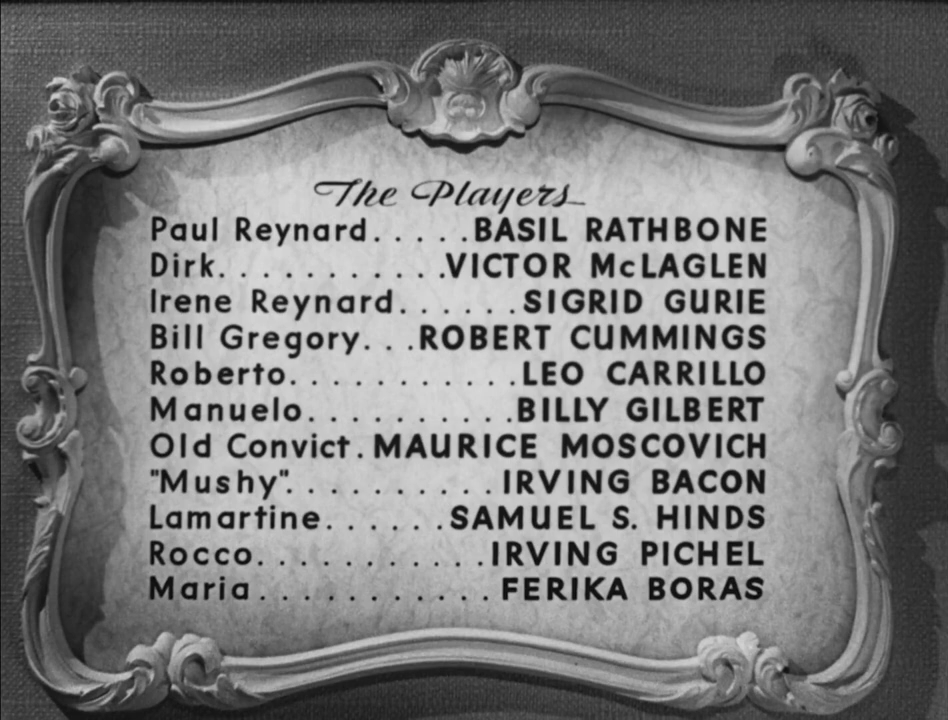 The Players
Paul Reynard.....BASIL RATHBONE
Dirk...........VICTOR McLAGLEN
Irene Reynard......SIGRID GURIE
Bill Gregory...ROBERT CUMMINGS
Roberto...........LEO CARRILLO
Manuelo..........BILLY GILBERT
Old Convict.MAURICE MOSCOVICH
"Mushy"..........IRVING BACON
Lamartine......SAMUEL S. HINDS
Rocco...........IRVING PICHEL
Maria...........FERIKA BORAS